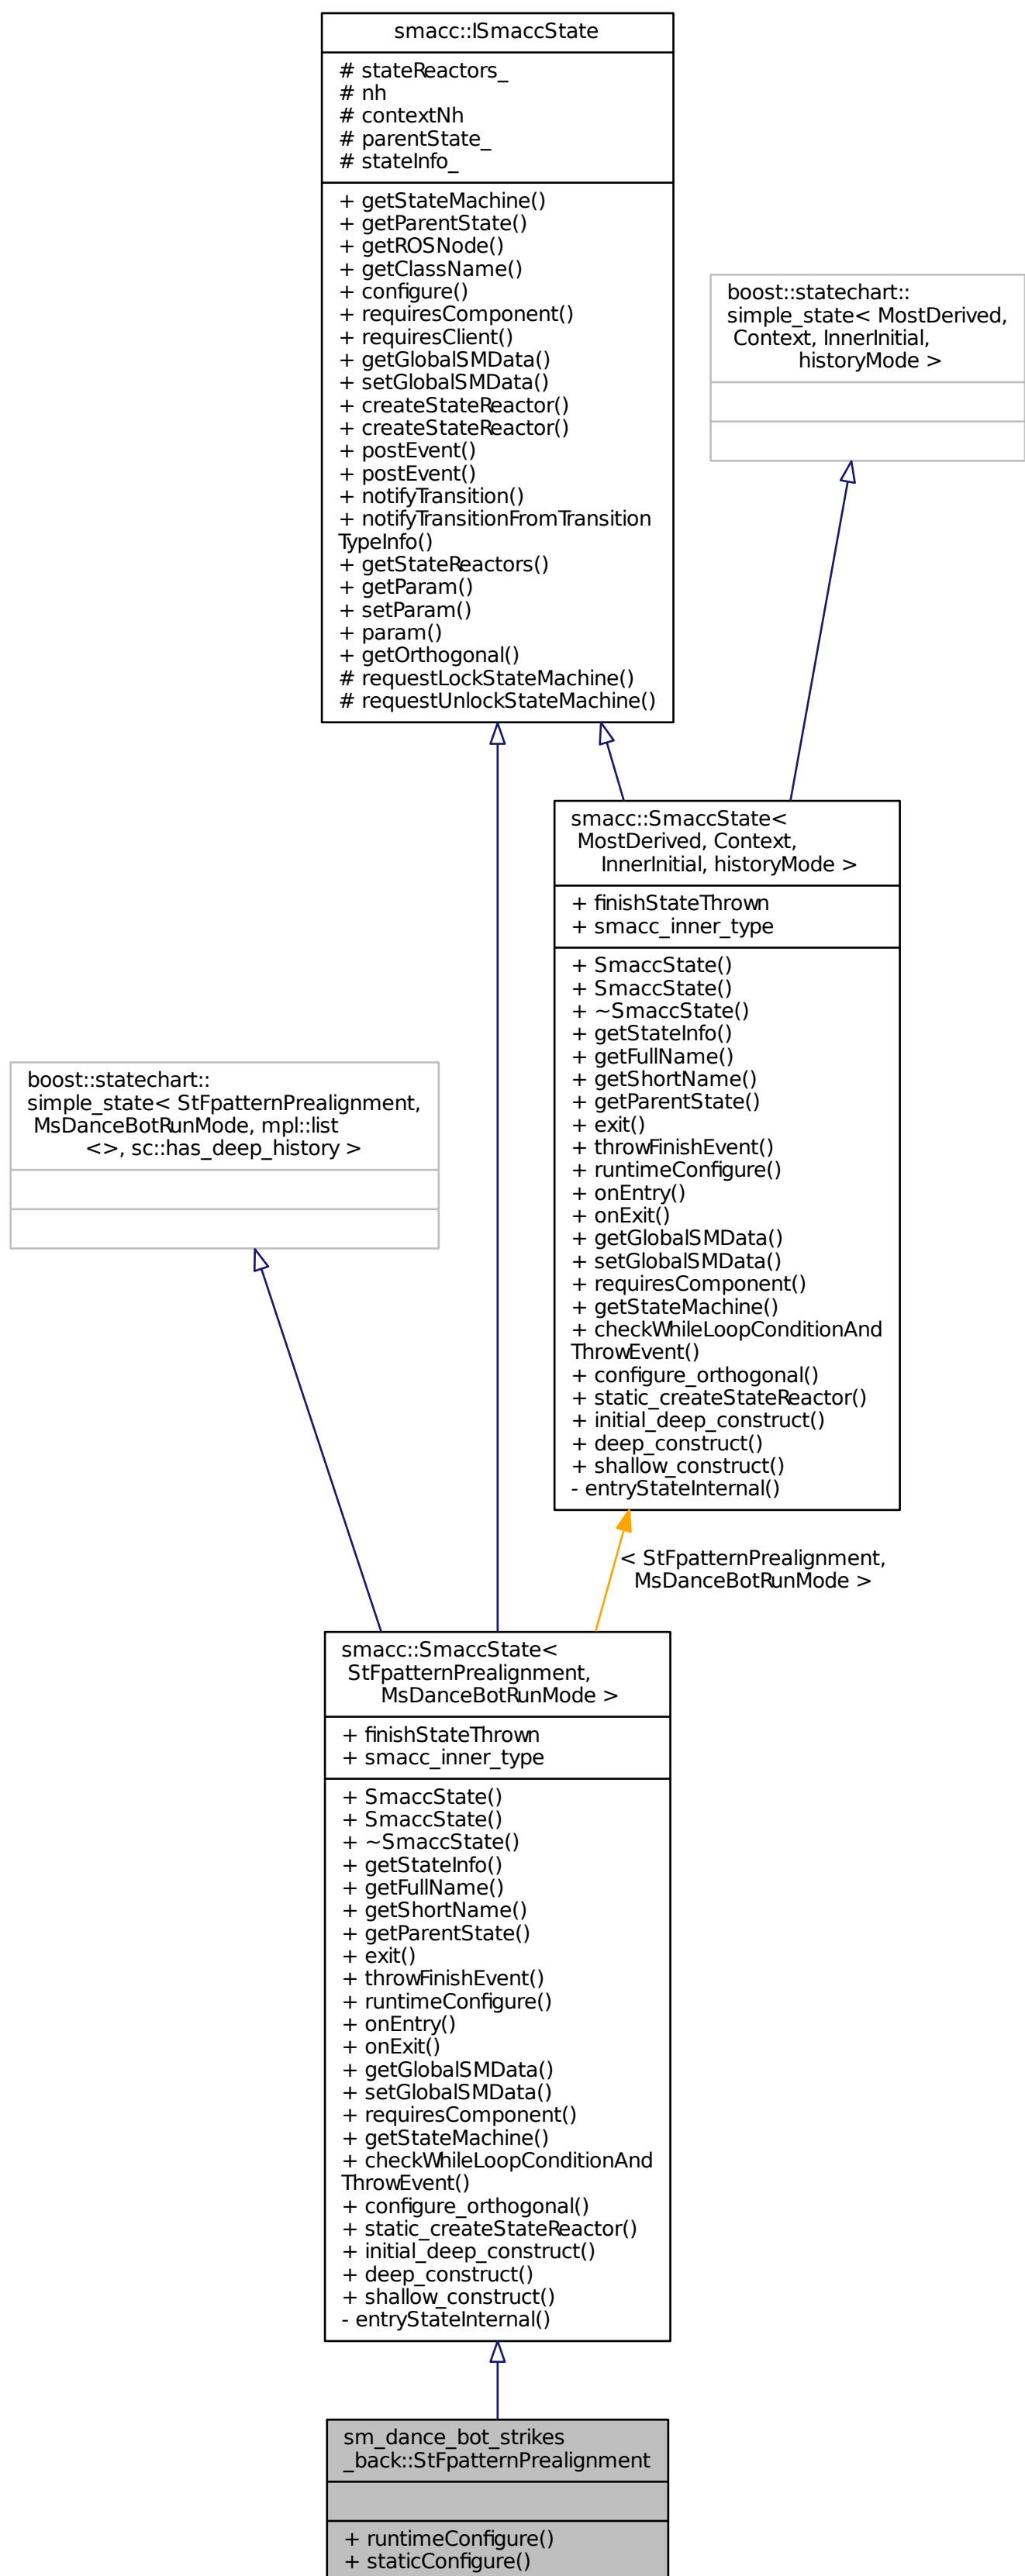 smacc::ISmaccState
# stateReactors_
# nh
# contextNh
# parentState_
# stateInfo_
+ getStateMachine()
+ getParentState()
+ getROSNode()
+ getClassName()
+ configure()
+ requiresComponent()
+ requiresClient()
+ getGlobalSMData()
+ setGlobalSMData()
+ createStateReactor()
+ createStateReactor()
+ postEvent()
+ postEvent()
+ notifyTransition()
+ notifyTransitionFromTransition
TypeInfo()
+ getStateReactors()
+ getParam()
+ setParam()
+ param()
+ getOrthogonal()
# requestLockStateMachine()
# requestUnlockStateMachine()
boost::statechart::
simple_state< MostDerived,
Context, InnerInitial,
historyMode >
smacc::SmaccState<
MostDerived, Context,
InnerInitial, historyMode >
+ finishStateThrown
+ smacc_inner_type
+ SmaccState()
+ SmaccState()
+ ~SmaccState()
+ getStateInfo()
+ getFullName()
+ getShortName()
+ getParentState()
+ exit()
+ throwFinishEvent()
+ runtimeConfigure()
+ onEntry()
+ onExit()
+ getGlobalSMData()
+ setGlobalSMData()
+ requiresComponent()
+ getStateMachine()
+ checkWhileLoopConditionAnd
ThrowEvent()
+ configure_orthogonal()
+ static_createStateReactor()
+ initial_deep_construct()
+ deep_construct()
+ shallow_construct()
- entryStateInternal()
boost::statechart::
simple_state< StFpatternPrealignment,
MsDanceBotRunMode, mpl::list
<>, sc::has_deep_history >
< StFpatternPrealignment,
MsDanceBotRunMode >
smacc::SmaccState<
StFpatternPrealignment,
MsDanceBotRunMode >
+ finishStateThrown
+ smacc_inner_type
+ SmaccState()
+ SmaccState()
+ ~SmaccState()
+ getStateInfo()
+ getFullName()
+ getShortName()
+ getParentState()
+ exit()
+ throwFinishEvent()
+ runtimeConfigure()
+ onEntry()
+ onExit()
+ getGlobalSMData()
+ setGlobalSMData()
+ requiresComponent()
+ getStateMachine()
+ checkWhileLoopConditionAnd
ThrowEvent()
+ configure_orthogonal()
+ static_createStateReactor()
+ initial_deep_construct()
+ deep_construct()
+ shallow_construct()
- entryStateInternal()
sm_dance_bot_strikes
_back::StFpatternPrealignment
+ runtimeConfigure()
+ staticConfigure()